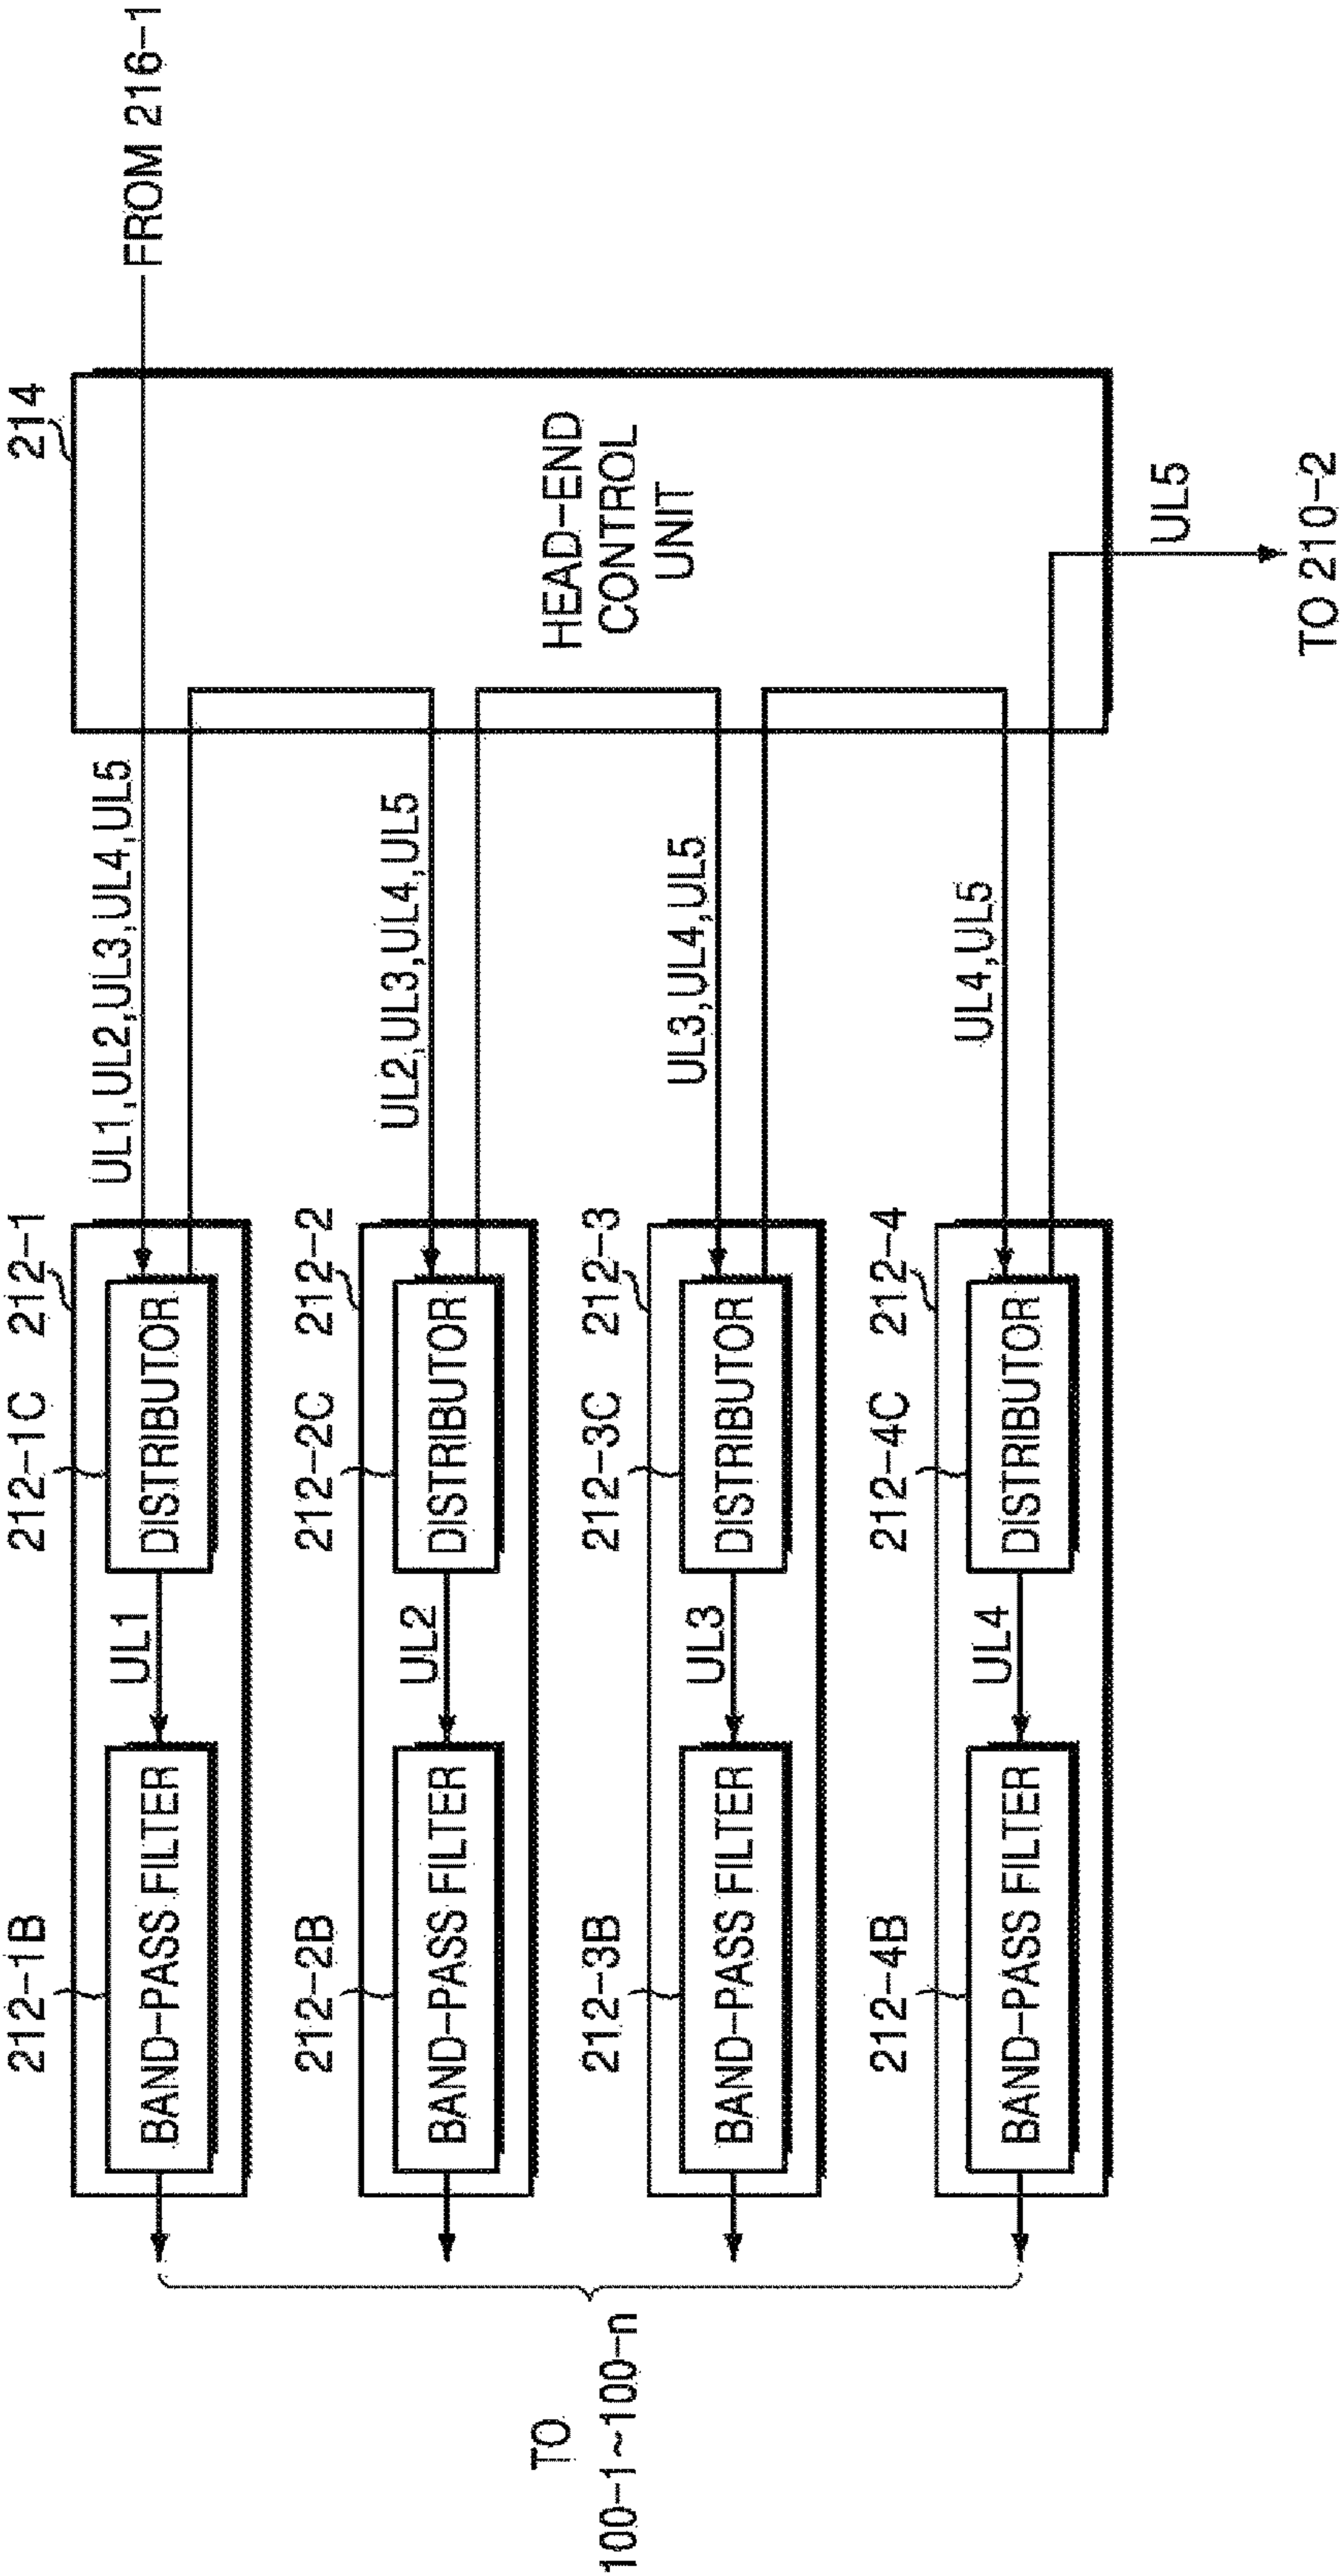 212-1B
212-1C
212-1
214
BAND-PASS FILTER
UL1
DISTRIBUTOR
UL1,UL2,UL3,UL4,UL5
FROM 216-1
212-2B
212-2C
212-2
BAND-PASS FILTER
UL2
DISTRIBUTOR
UL2,UL3,UL4,UL5
TO
100-1~100-n
HEAD-END
CONTROL
UNIT
212-3B
212-3C
212-3
BAND-PASS FILTER
UL3
DISTRIBUTOR
UL3,UL4,UL5
212-4B
212-4C
212-4
BAND-PASS FILTER
UL4
DISTRIBUTOR
UL4,UL5
UL5
TO 210-2